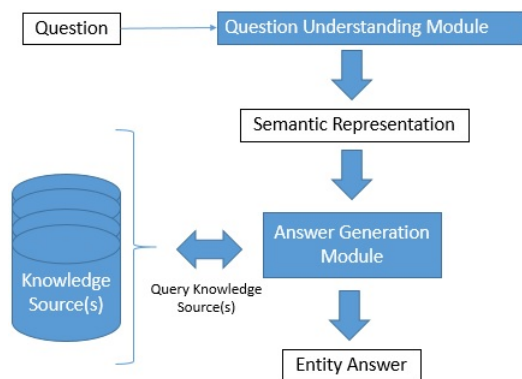 Question
Question Understanding Module
Semantic Representation
Answer Generation
Module
Knowledge
Source(s)
Query Knowledge
Source(s)
Entity Answer